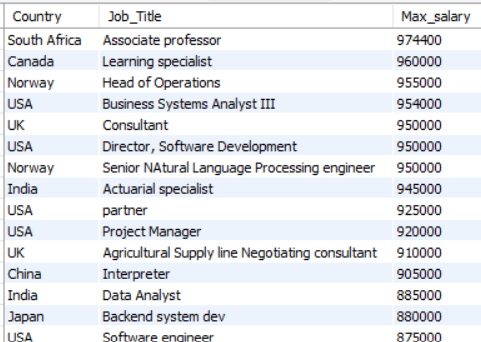 Country Job_Title Max_salary
South Africa Associate professor 974400
Canada Learning specialist 960000
Norway Head of Operations 955000
USA Business Systems Analyst III 954000
UK Consultant 950000
USA Director, Software Development 950000
Norway Senior NAtural Language Processing engineer 950000
India Actuarial specialist 945000
USA partner 925000
USA Project Manager 920000
UK Agricultural Supply line Negotiating consultant 910000
China Interpreter 905000
India Data Analyst 885000
Japan Backend system dev 880000
USA Software engineer 875000